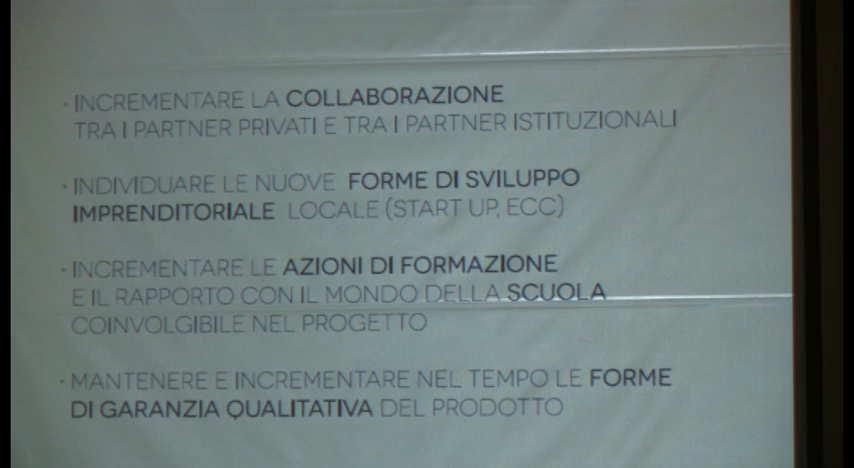 · INCREMENTARE LA COLLABORAZIONE
TRA I PARTNER PRIVATI E TRA I PARTNER ISTITUZIONALI
· INDIVIDUARE LE NUOVE FORME DI SVILUPPO
IMPRENDITORIALE LOCALE (START UP, ECC)
· INCREMENTARE LE AZIONI DI FORMAZIONE
E IL RAPPORTO CON IL MONDO DELLA SCUOLA
COINVOLGIBILE NEL PROGETTO
· MANTENERE E INCREMENTARE NEL TEMPO LE FORME
DI GARANZIA QUALITATIVA DEL PRODOTTO